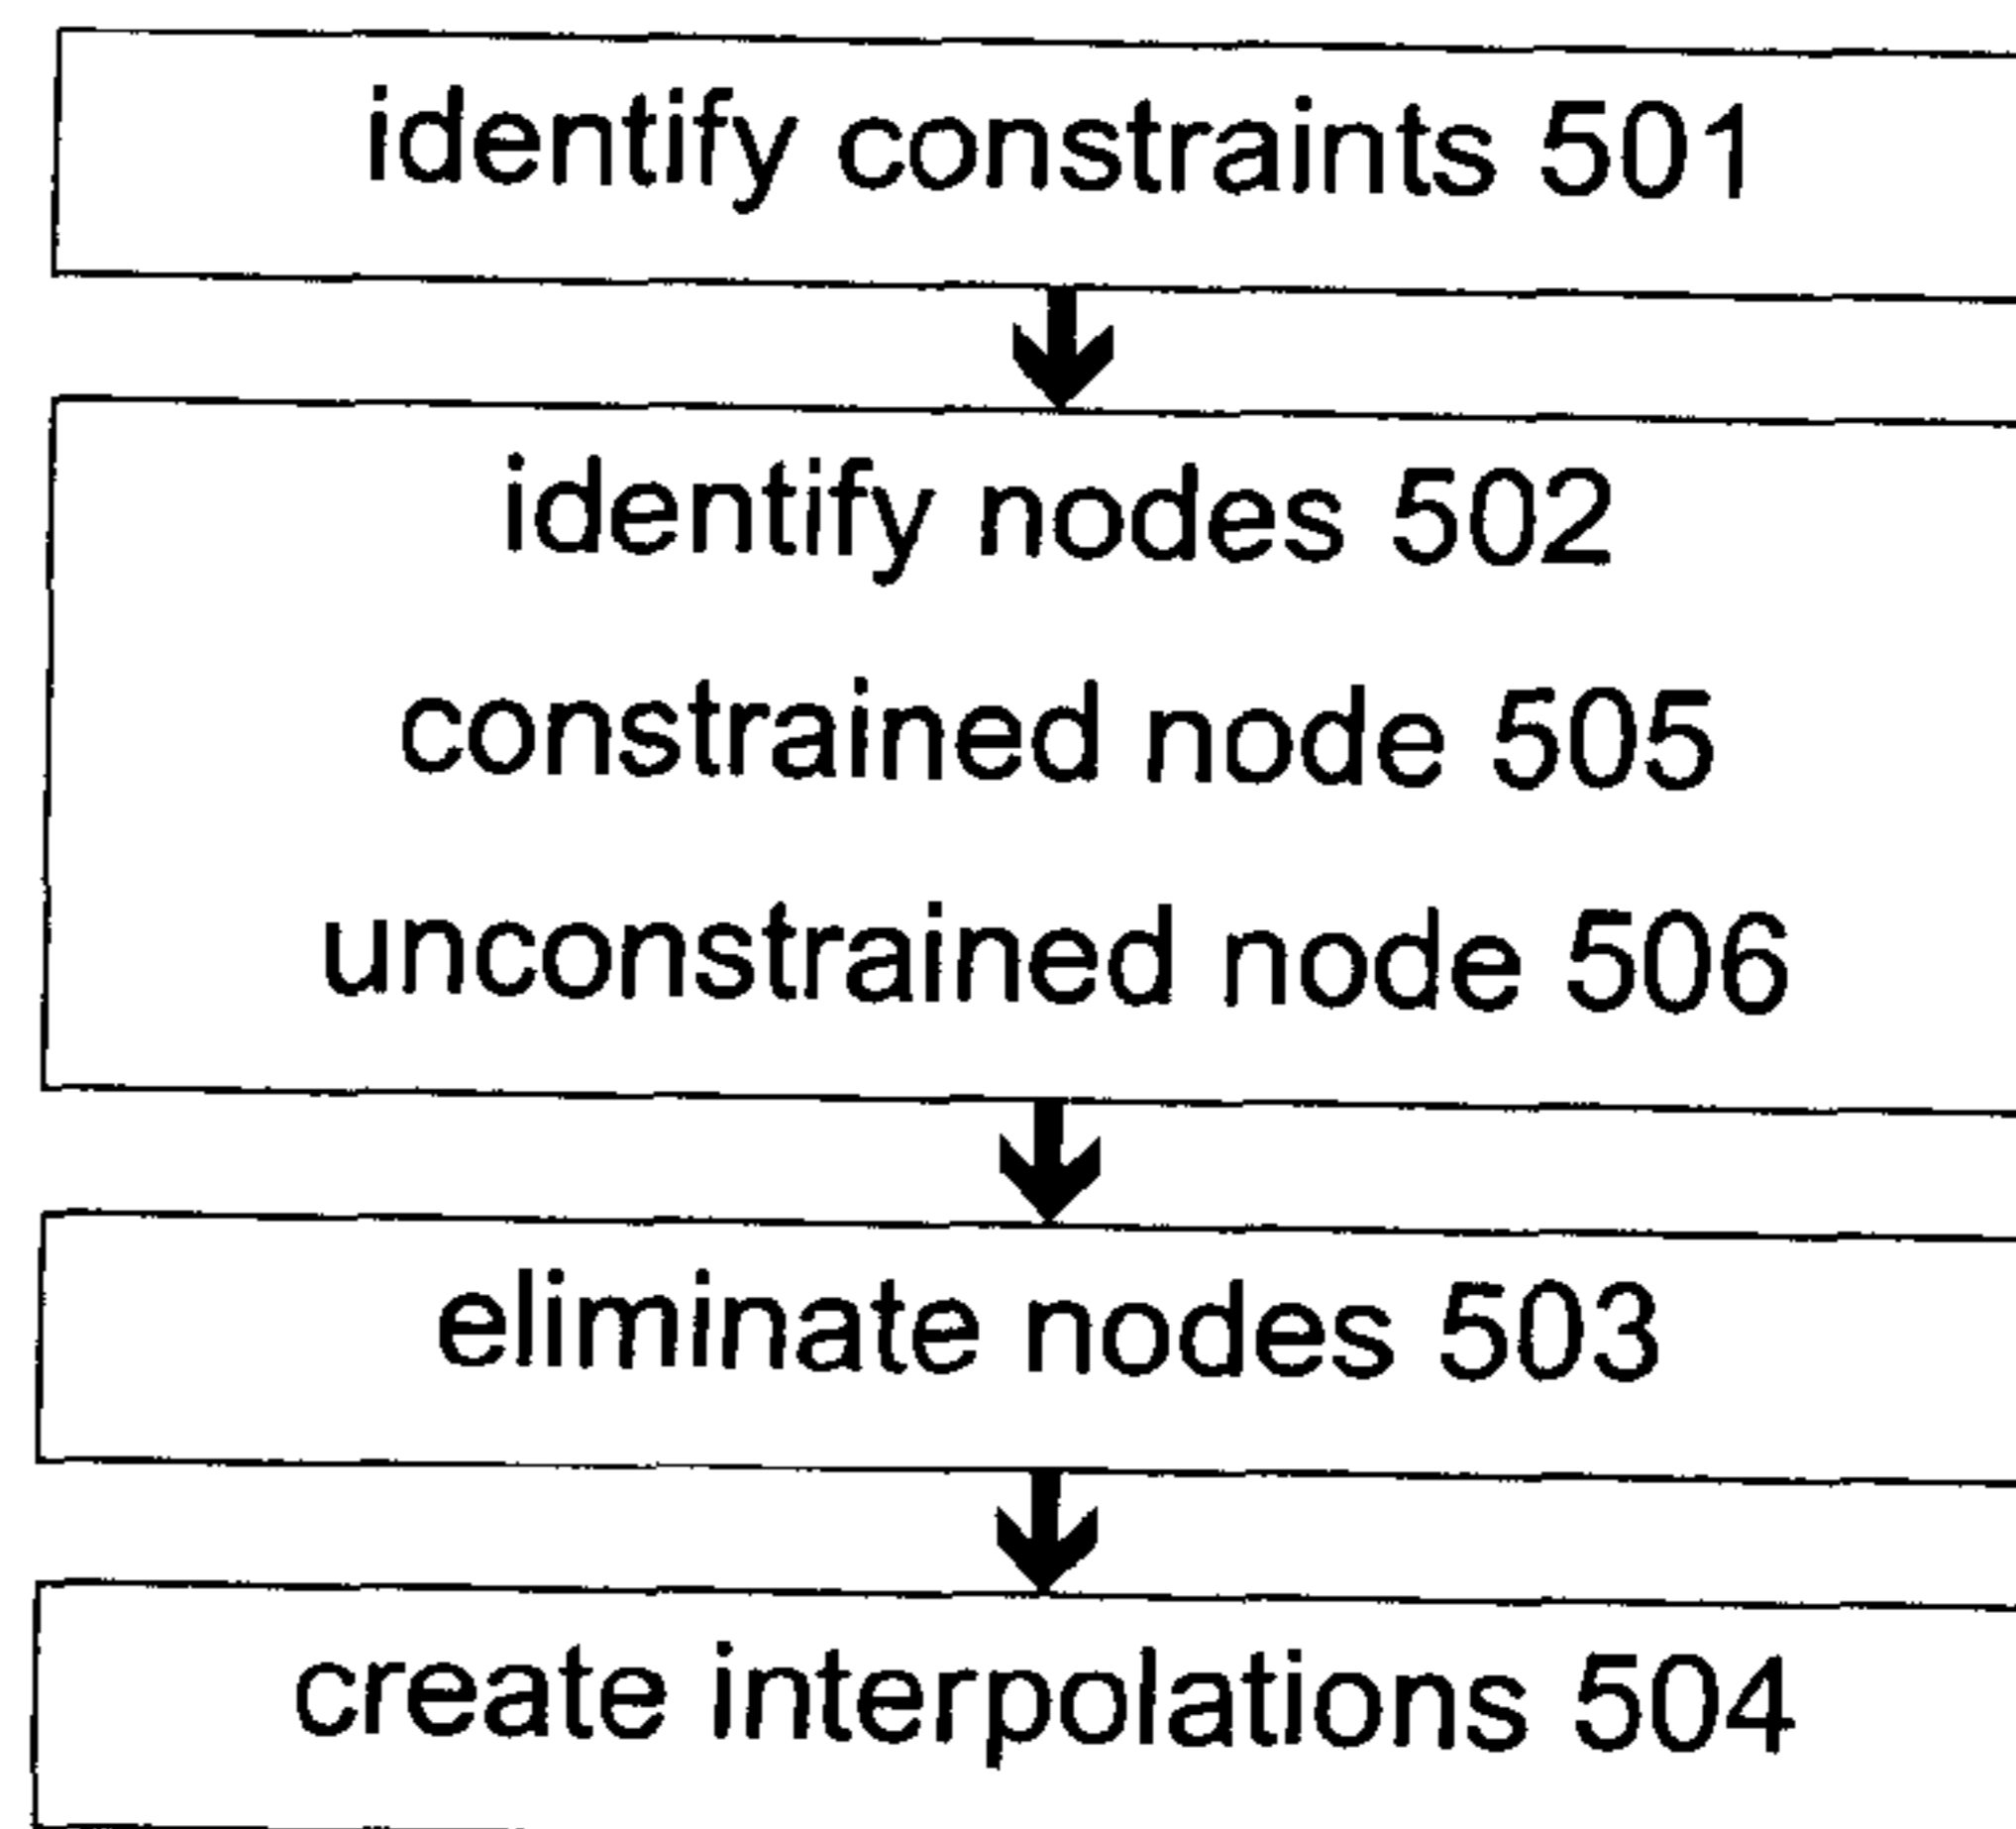 identify constraints 501
identify nodes 502
constrained node 505
unconstrained node 506
eliminate nodes 503
create interpolations 504